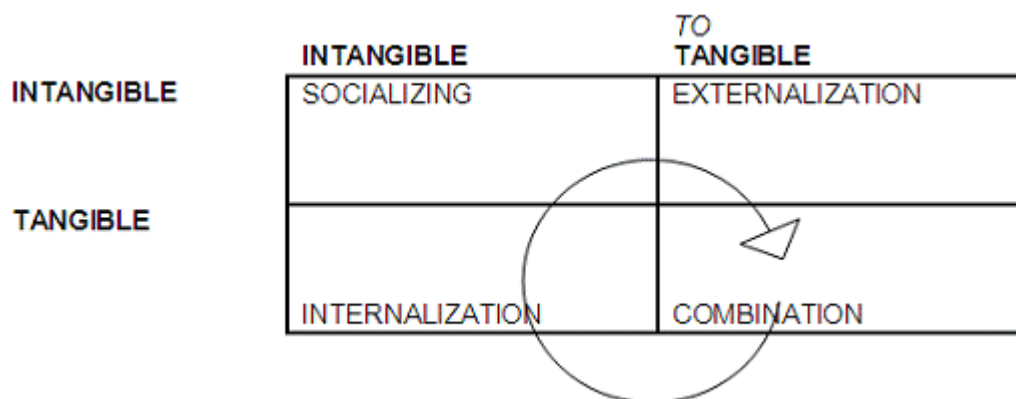 TO
INTANGIBLE TANGIBLE
INTANGIBLE SOCIALIZING EXTERNALIZATION
TANGIBLE
INTERNALIZATION COMBINATION